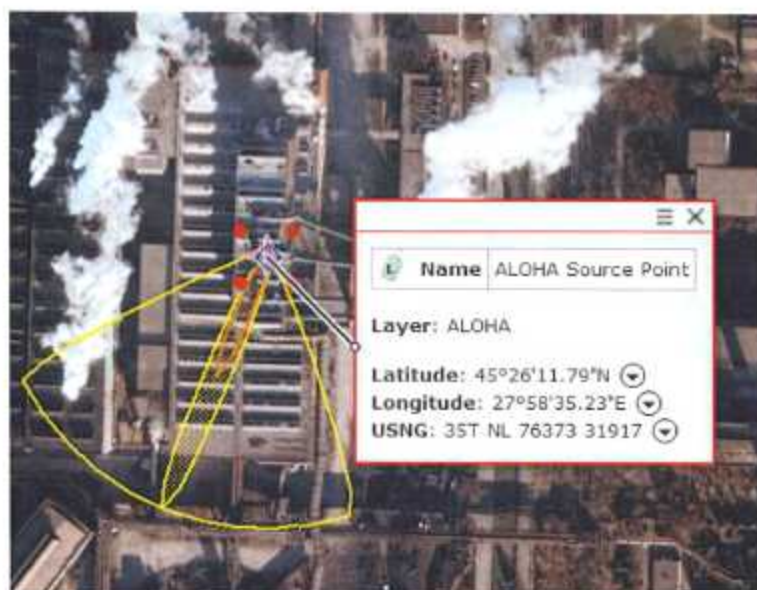 Name ALOHA Source Point
Layer: ALOHA
Latitude: 45°26'11.79"N
Longitude: 27°58'35.23"E
USNG: 35T NL 76373 31917